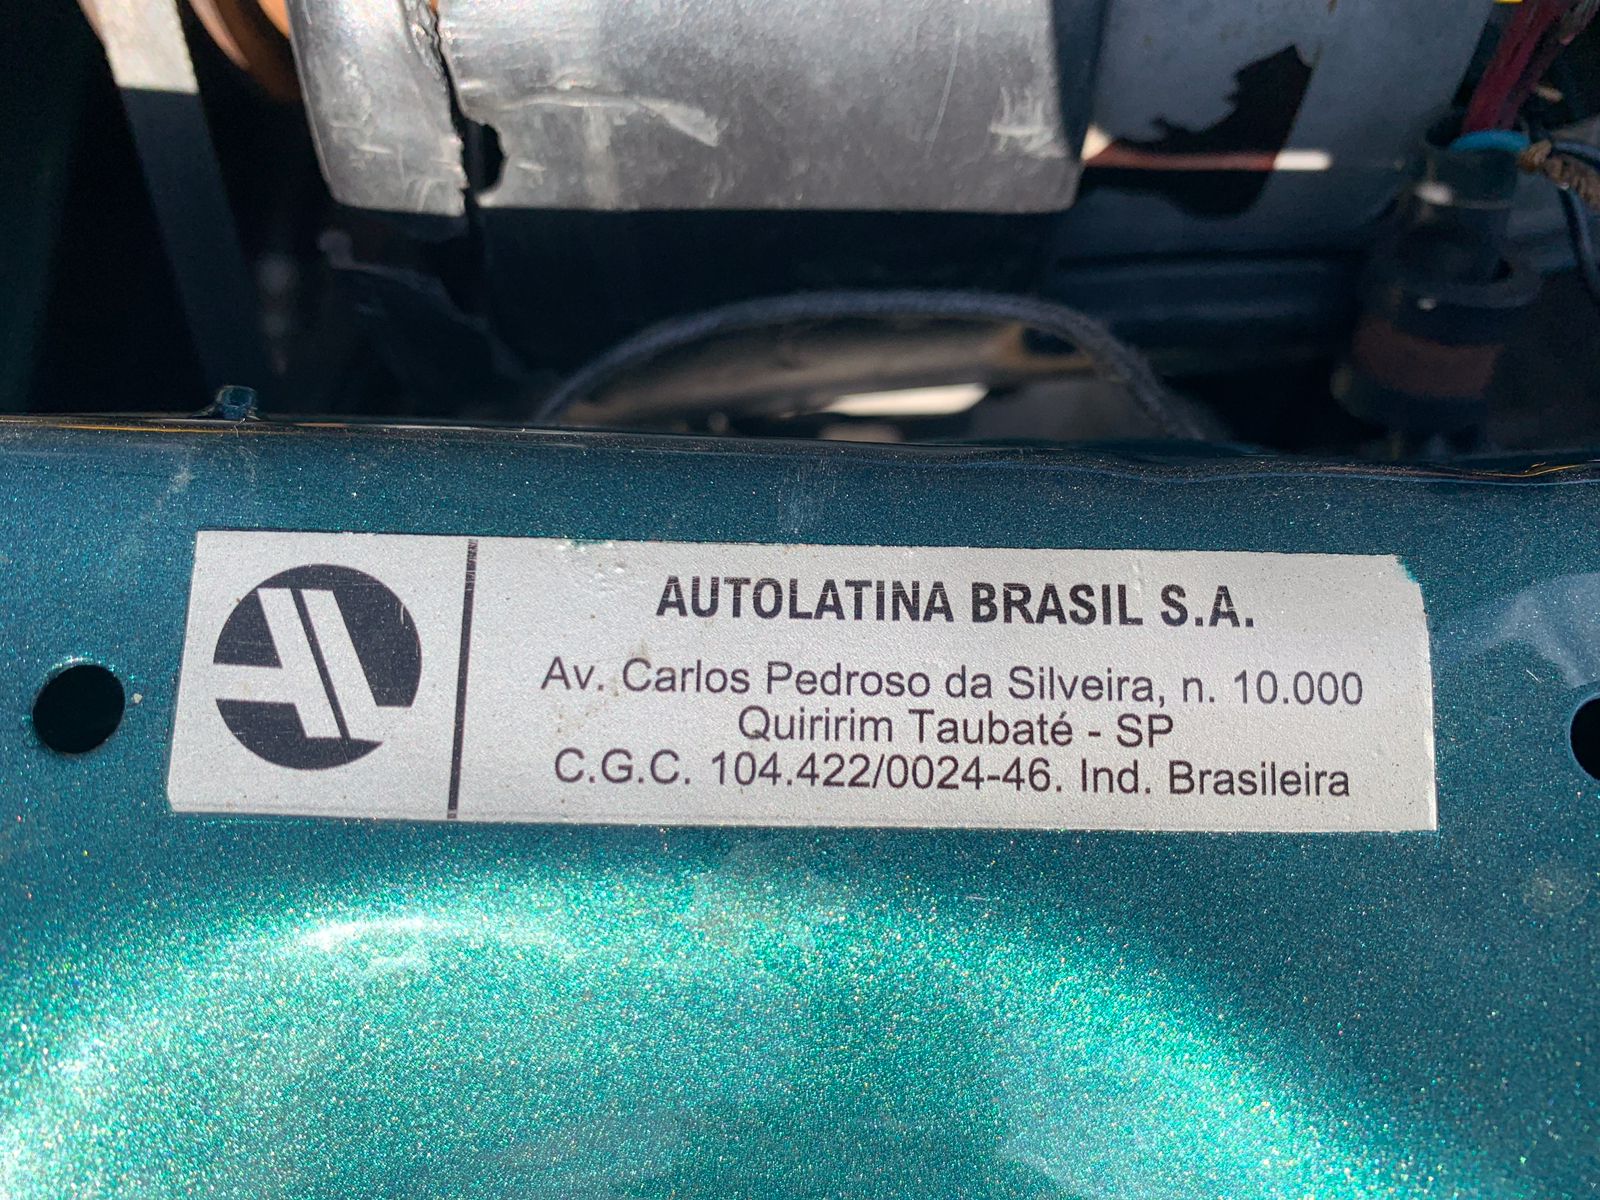 AUTOLATINA BRASIL S.A.
Av. Carlos Pedroso da Silveira, n. 10.000
Quiririm Taubaté - SP
C.G.C. 104.422/0024-46. Ind. Brasileira